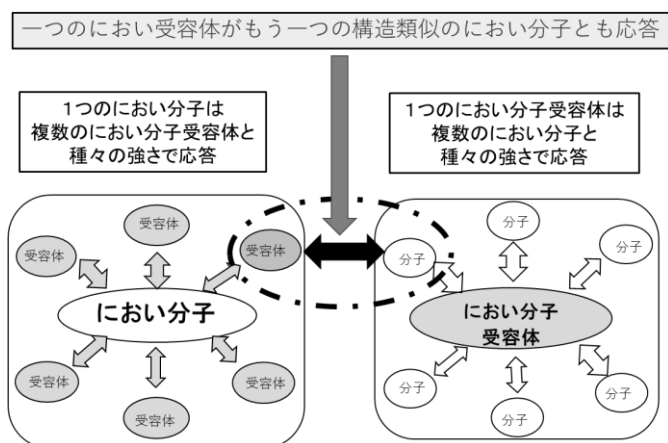 一つのにおい受容体がもう一つの構造類似のにおい分子とも応答
1つのにおい分子は
複数のにおい分子受容体と
種々の強さで応答
1つのにおい分子受容体は
複数のにおい分子と
種々の強さで応答
受容体
受容体
受容体
におい分子
受容体
受容体
受容体
分子
分子
分子
におい分子
受容体
分子
分子
分子